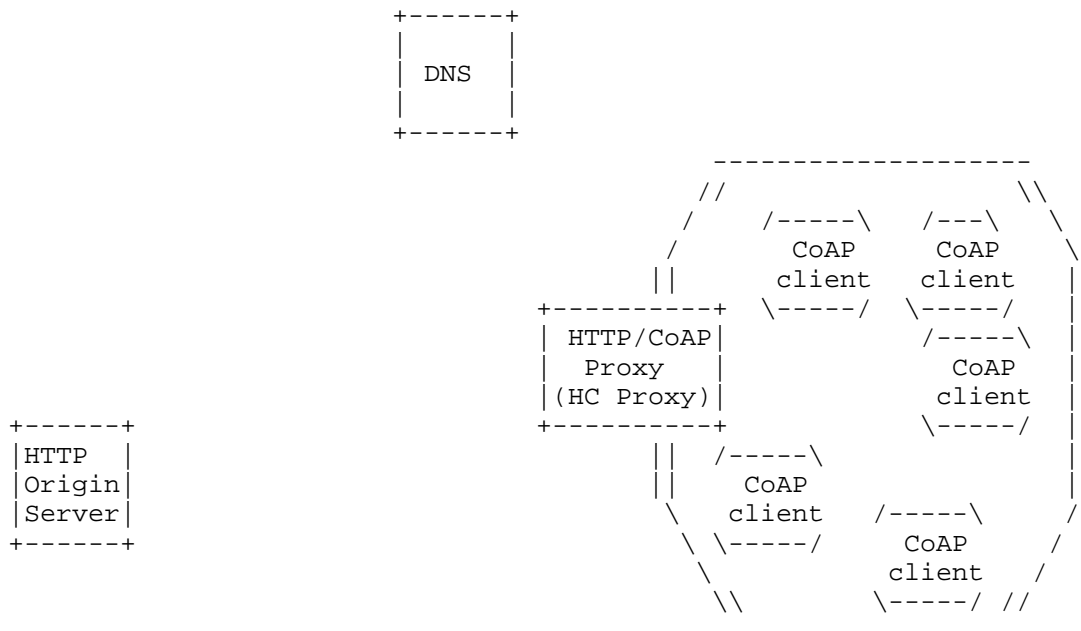 DNS
CoAP CoAP
client client
HTTP/CoAP
Proxy CoAP
(HC Proxy) client
HTTP
Origin CoAP
Server client
CoAP
client